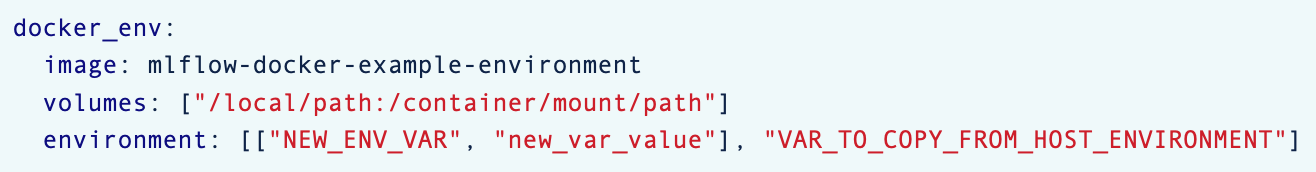 docker_env:
  image: mlflow-docker-example-environment
  volumes: ["/local/path:/container/mount/path"]
  environment: [["NEW_ENV_VAR", "new_var_value"], "VAR_TO_COPY_FROM_HOST_ENVIRONMENT"]